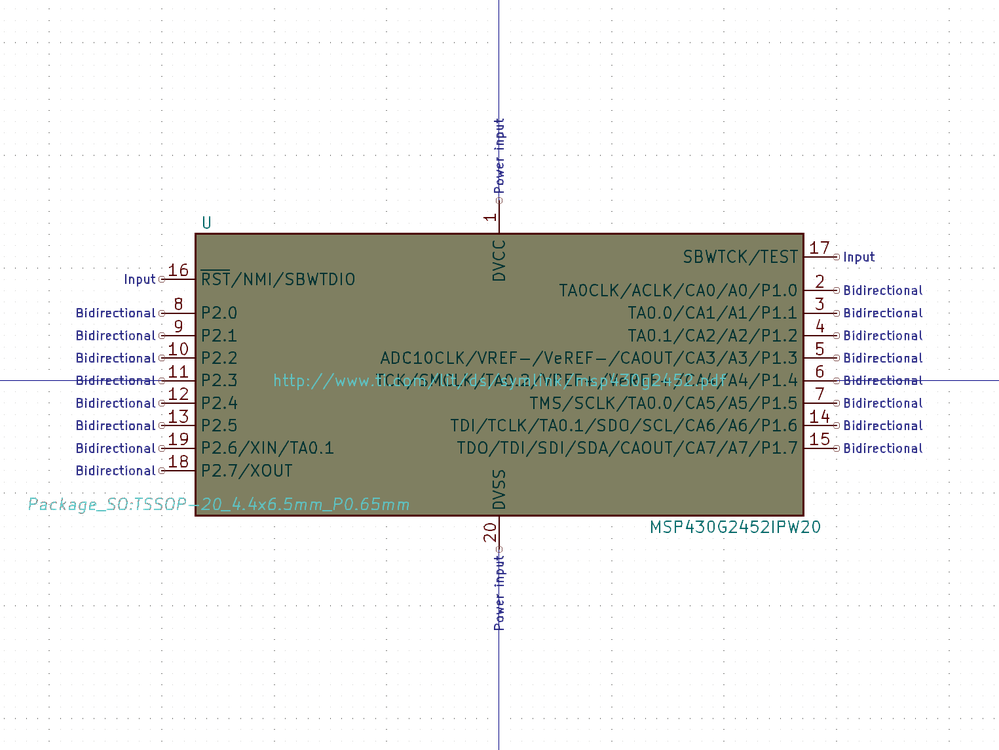 Power input
1
DVCC
U
17
SBWTCK/TEST
Input
Input
16
RST/NMI/SBWTDIO
TA0CLK/ACLK/CA0/A0/P1.0
2
Bidirectional
Bidirectional
8
P2.0
TA0.0/CA1/A1/P1.1
3
Bidirectional
Bidirectional
9
P2.1
TA0.1/CA2/A2/P1.2
4
Bidirectional
Bidirectional
10
P2.2
ADC10CLK/VREF-/VeREF-/CAOUT/CA3/A3/P1.3
5
Bidirectional
Bidirectional
11
P2.3
http://www.ti.com/lit/ds/symlink/msp430g2452.pdf
TCK/SMCLK/TA0.2/VREF+/VeREF+/CA4/A4/P1.4
6
Bidirectional
Bidirectional
12
P2.4
TMS/SCLK/TA0.0/CA5/A5/P1.5
7
Bidirectional
Bidirectional
13
P2.5
TDI/TCLK/TA0.1/SDO/SCL/CA6/A6/P1.6
14
Bidirectional
Bidirectional
19
P2.6/XIN/TA0.1
TDO/TDI/SDI/SDA/CAOUT/CA7/A7/P1.7
15
Bidirectional
Bidirectional
18
P2.7/XOUT
DVSS
Package_SO:TSSOP-20_4.4x6.5mm_P0.65mm
MSP430G2452IPW20
20
Power input